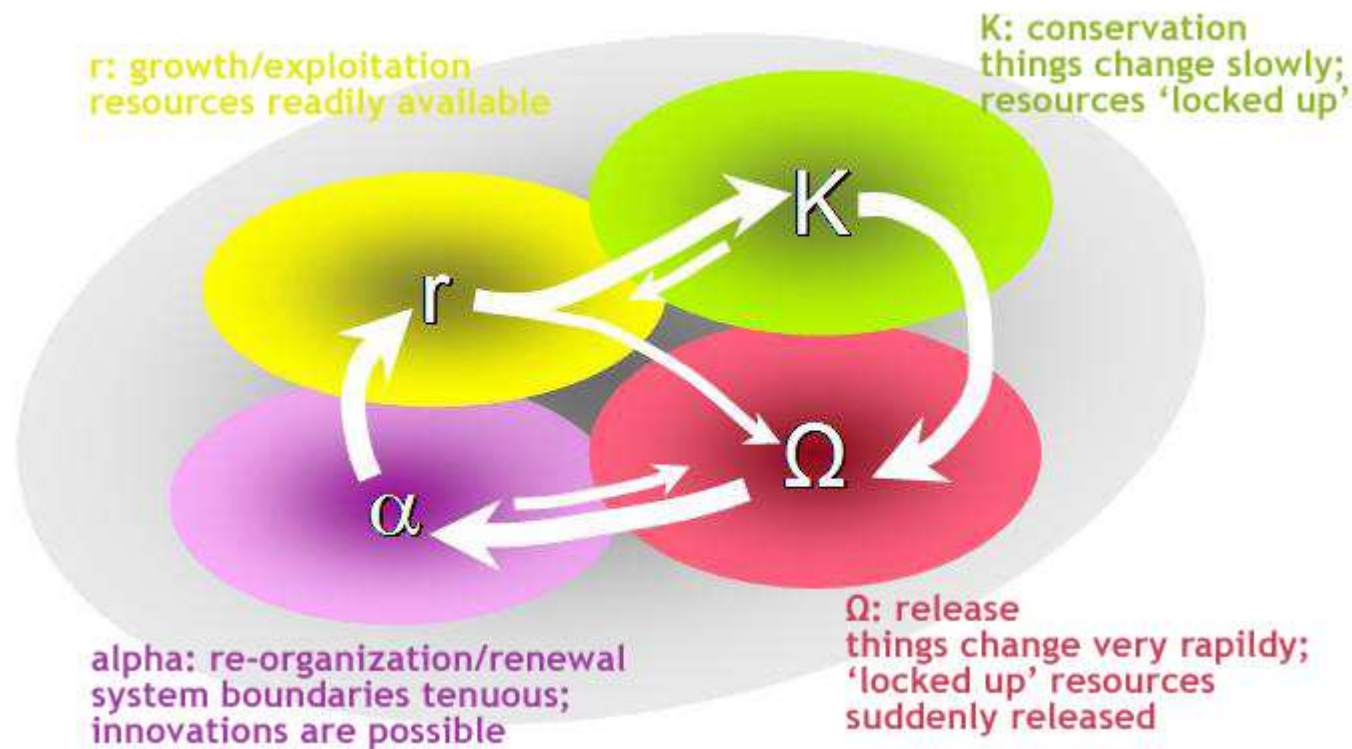 r: growth/exploitation
resources readily available
K: conservation
things change slowly;
resources ‘locked up’
K
r
Ω
α
alpha: re-organization/renewal
system boundaries tenuous;
innovations are possible
Ω: release
things change very rapildy;
‘locked up’ resources
suddenly released